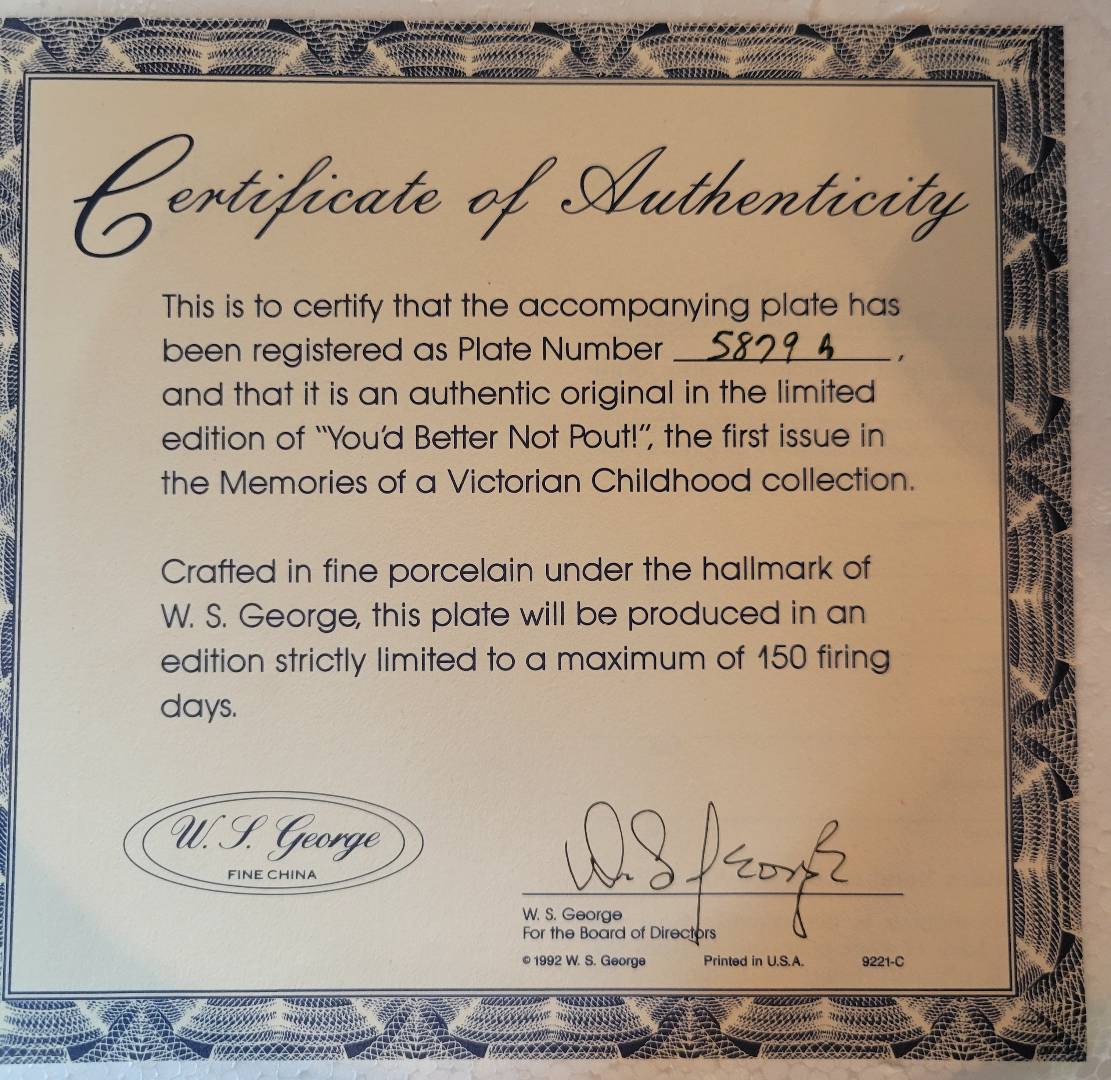 Certificate of Authenticity
This is to certify that the accompanying plate has
been registered as Plate Number 5879 h,
and that it is an authentic original in the limited
edition of "You'd Better Not Pout!", the first issue in
the Memories of a Victorian Childhood collection.
Crafted in fine porcelain under the hallmark of
W. S. George, this plate will be produced in an
edition strictly limited to a maximum of 150 firing
days.
W. S. George
FINE CHINA
W. S. George
W. S. George
For the Board of Directors
© 1992 W. S. George Printed in U.S.A. 9221-C